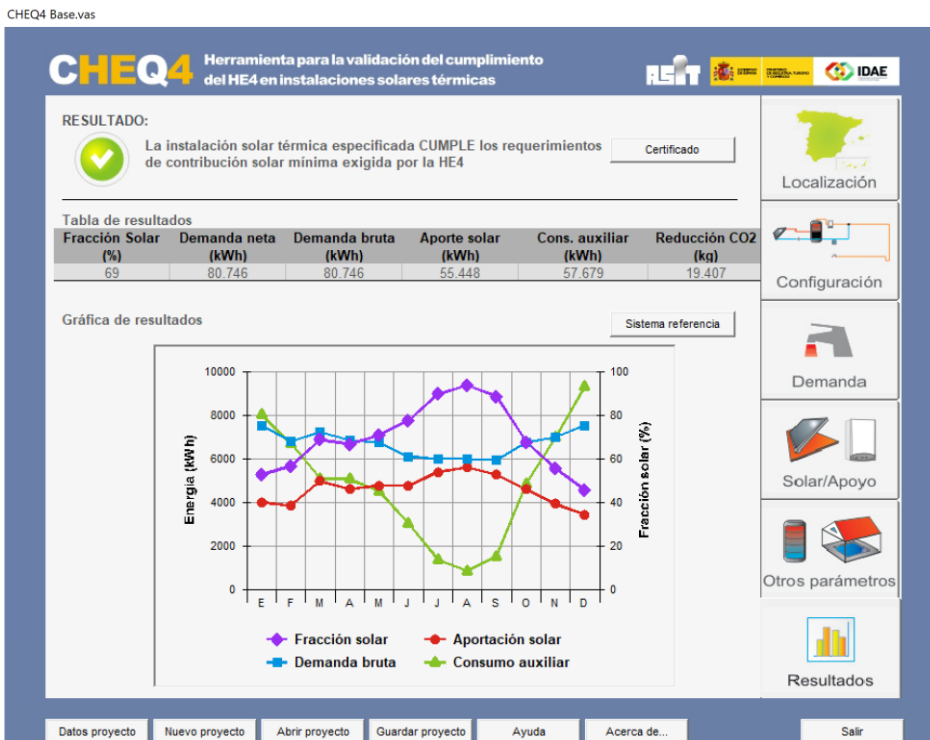 CHEQ4 Base.vas
CHEQ4
Herramienta para la validación del cumplimiento
del HE4 en instalaciones solares térmicas
ASIT
IDAE
RESULTADO:
La instalación solar térmica especificada CUMPLE los requerimientos
de contribución solar mínima exigida por la HE4
Certificado
Localización
Tabla de resultados
Fracción Solar Demanda neta Demanda bruta Aporte solar Cons. auxiliar Reducción CO2
(%) (kWh) (kWh) (kWh) (kWh) (kg)
69 80.746 80.746 55.448 57.679 19.407
Configuración
Gráfica de resultados
Sistema referencia
Demanda
Solar/Apoyo
Otros parámetros
Resultados
Energia (kWh)
10000
8000
6000
4000
2000
0
Fracción solar (%)
100
80
60
40
20
0
E F M A M J J A S O N D
Fracción solar Aportación solar
Demanda bruta Consumo auxiliar
Datos proyecto Nuevo proyecto Abrir proyecto Guardar proyecto Ayuda Acerca de... Salir